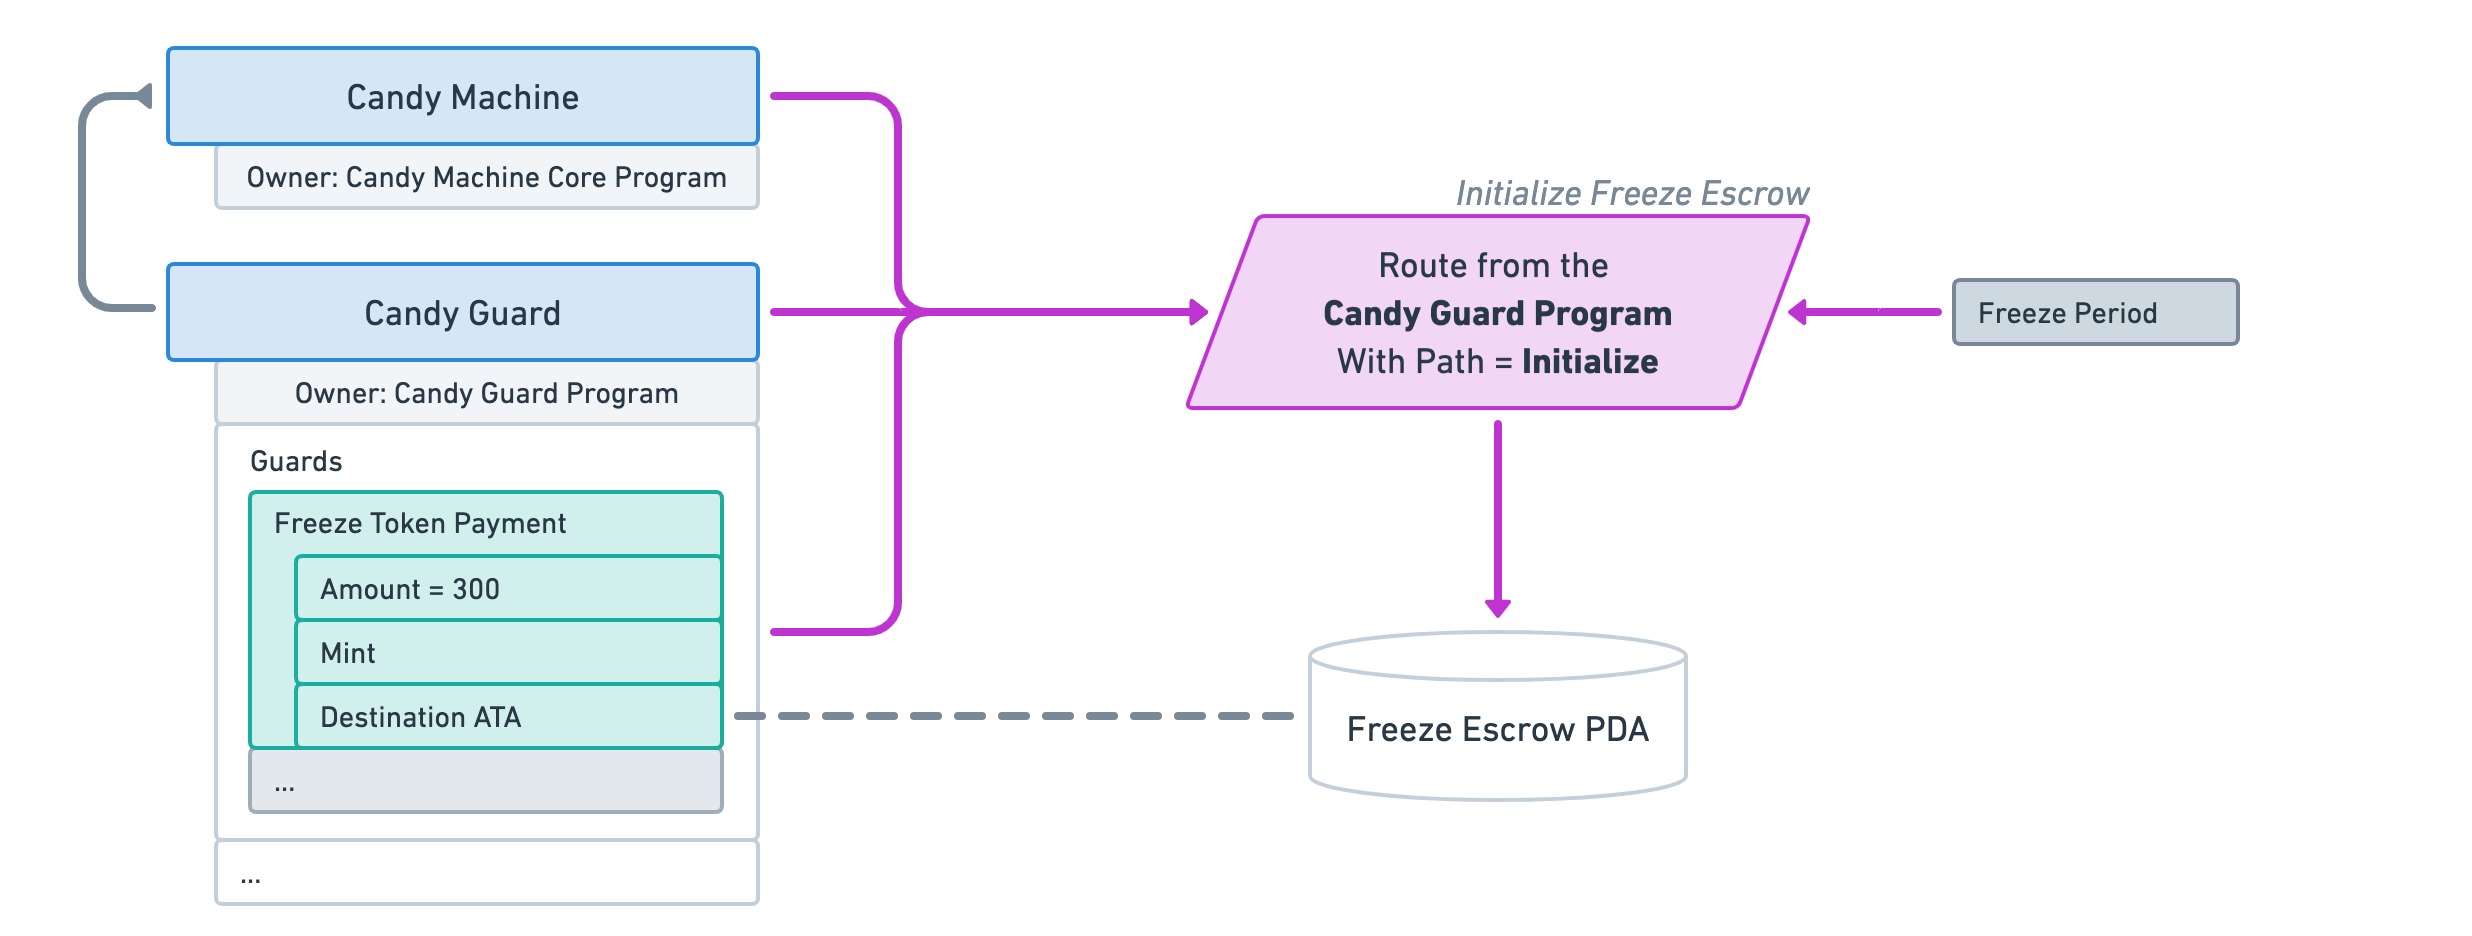 Candy Machine
Owner: Candy Machine Core Program
Candy Guard
Owner: Candy Guard Program
Guards
Freeze Token Payment
Amount = 300
Mint
Destination ATA
...
...
Initialize Freeze Escrow
Route from the
Candy Guard Program
With Path = Initialize
Freeze Period
Freeze Escrow PDA